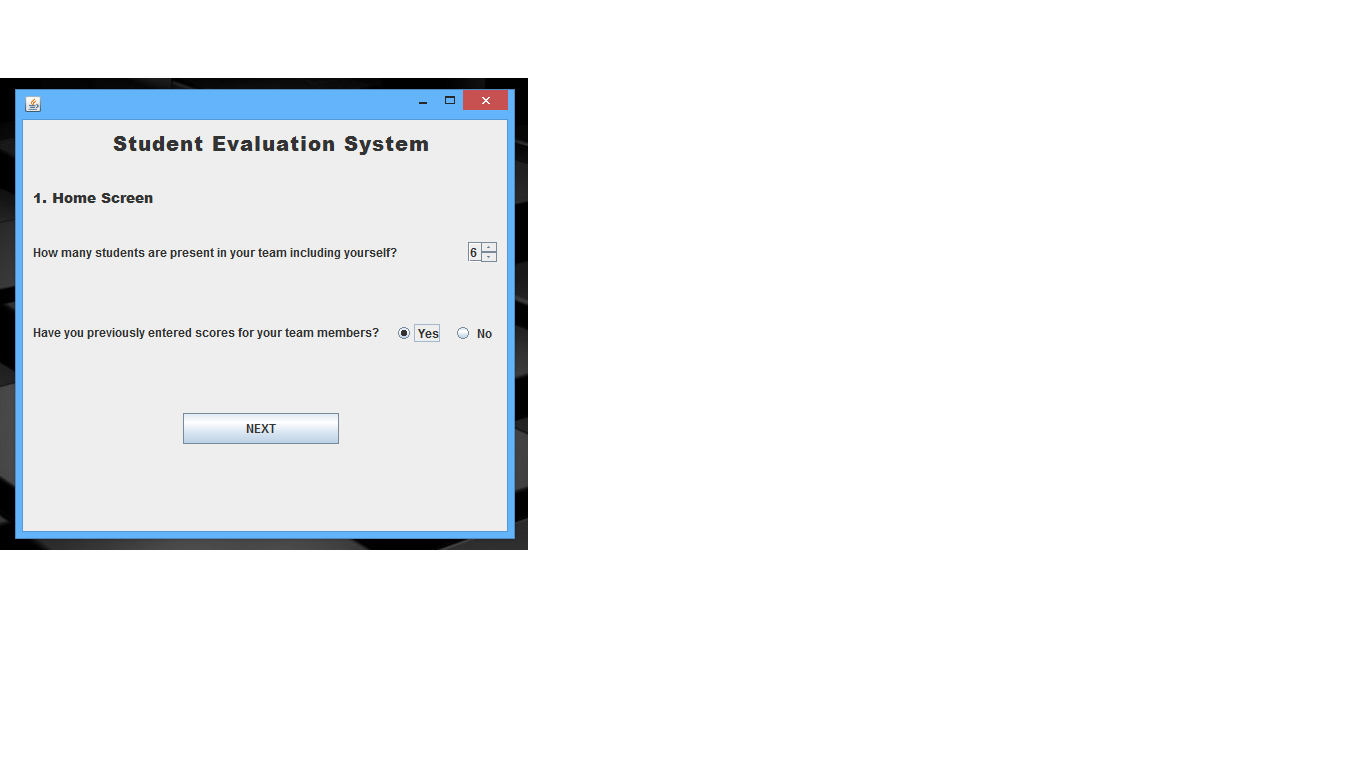 Student Evaluation System
1. Home Screen
How many students are present in your team including yourself? 6
Have you previously entered scores for your team members? Yes No
NEXT